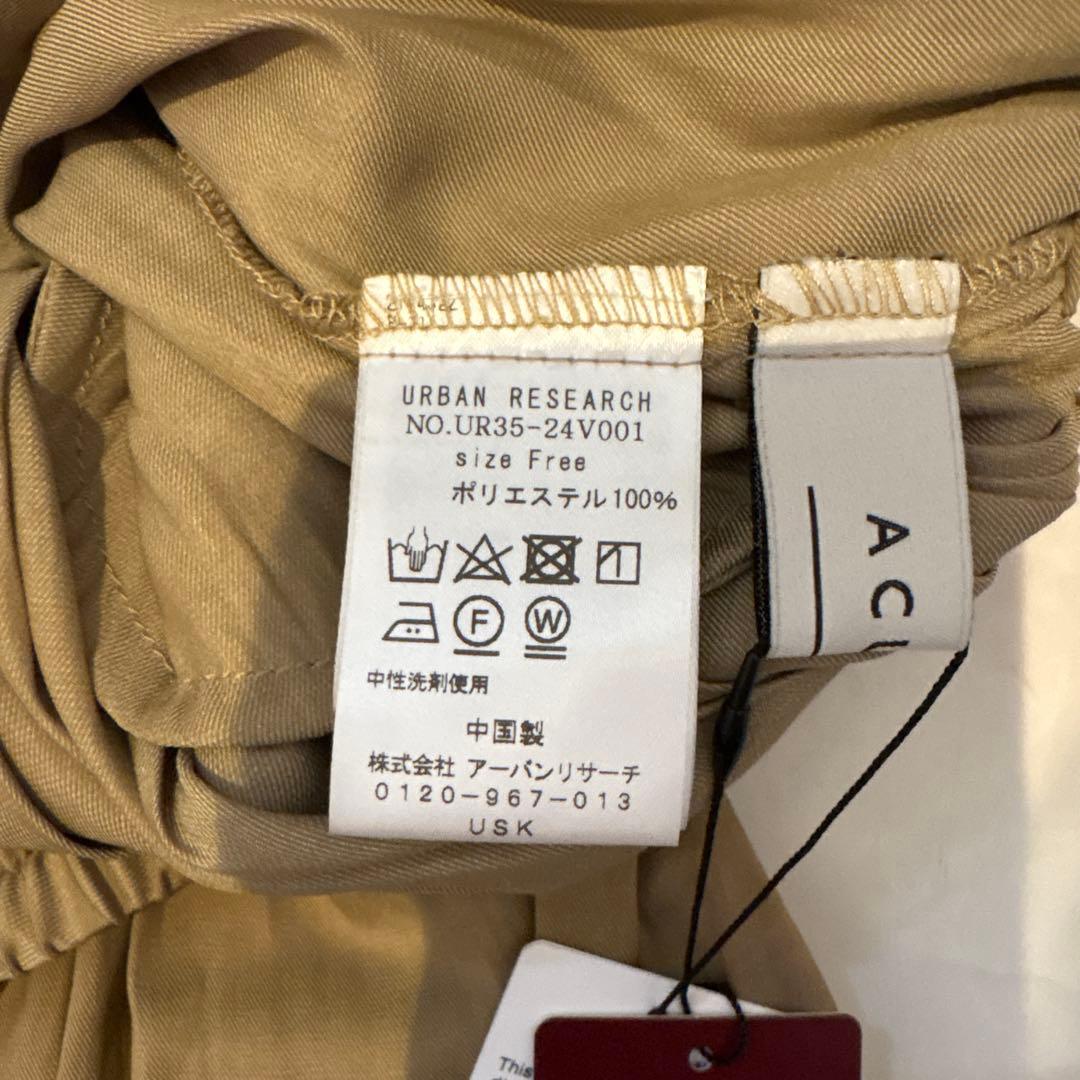 URBAN RESEARCH
NO.UR35-24V001
size Free
ポリエステル100%
F W
中性洗剤使用
中国製
株式会社 アーバンリサーチ
0120-967-013
USK
AC
This